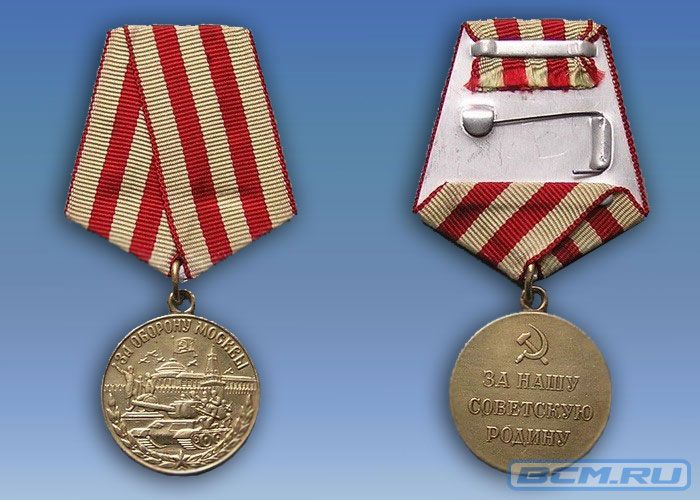 ЗА ОБОРОНУ МОСКВЫ
ЗА НАШУ
СОВЕТСКУЮ
РОДИНУ
BCM.RU